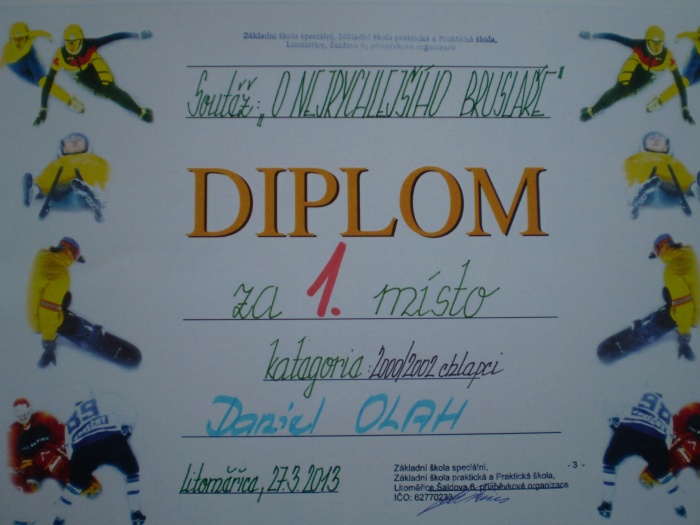 Základní škola speciální, Základní škola praktická a Praktická škola,
Litoměřice, Šaldova 6, příspěvková organizace
Soutěž: „O NEJRYCHLEJŠÍHO BRUSLAŘE"
DIPLOM
za 1. místo
kategorie: 2000/2002 chlapci
Daniel OLAH
Litoměřice, 27.3.2013
Základní škola speciální,
- 3 -
Základní škola praktická a Praktická škola,
Litoměřice Šaldova 6, příspěvková organizace
IČO: 62770233